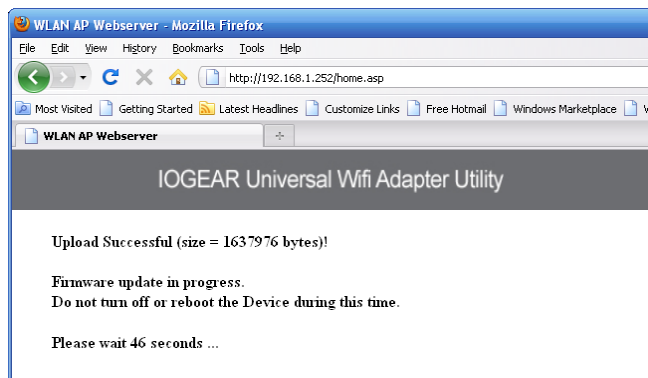 WLAN AP Webserver - Mozilla Firefox
File Edit View History Bookmarks Tools Help
http://192.168.1.252/home.asp
Most Visited Getting Started Latest Headlines Customize Links Free Hotmail Windows Marketplace
WLAN AP Webserver
IOGEAR Universal Wifi Adapter Utility
Upload Successful (size = 1637976 bytes)!
Firmware update in progress.
Do not turn off or reboot the Device during this time.
Please wait 46 seconds ...